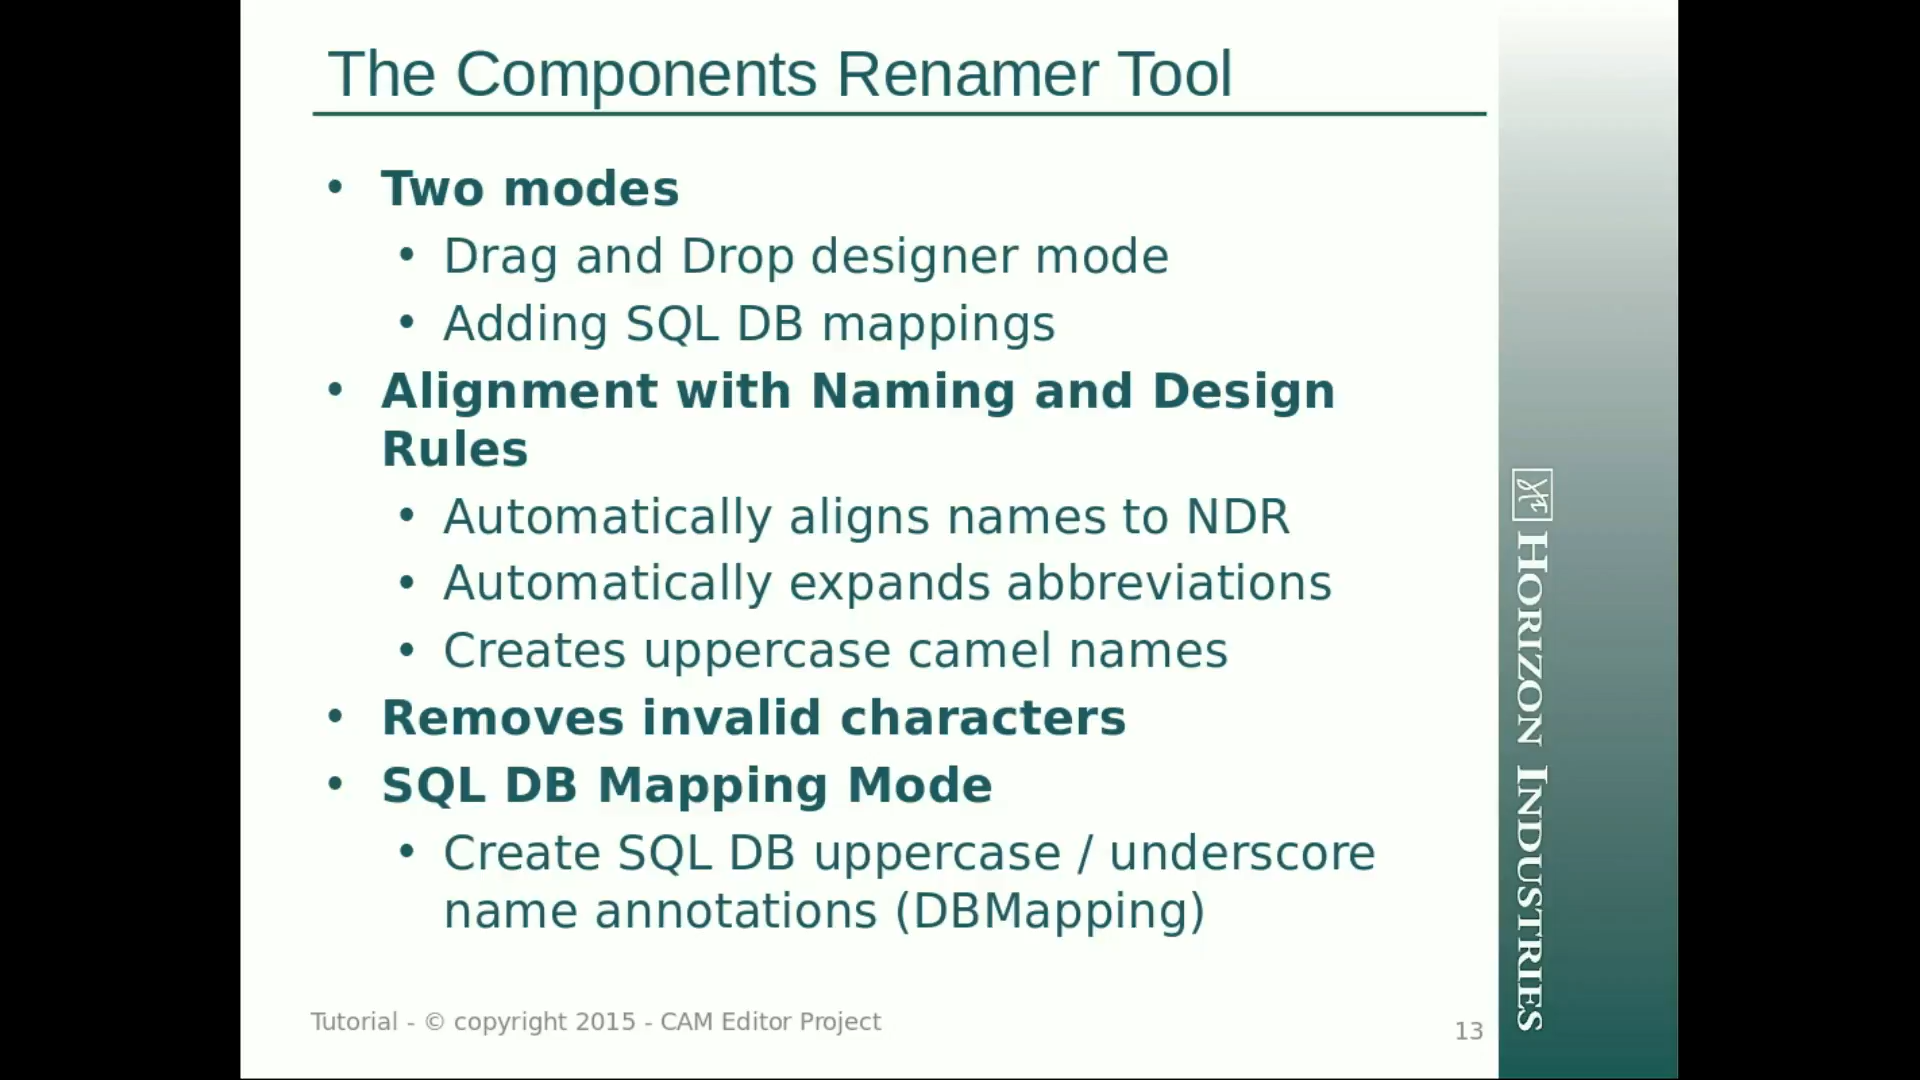 The Components Renamer Tool
• Two modes
• Drag and Drop designer mode
• Adding SQL DB mappings
• Alignment with Naming and Design
Rules
• Automatically aligns names to NDR
• Automatically expands abbreviations
• Creates uppercase camel names
• Removes invalid characters
• SQL DB Mapping Mode
• Create SQL DB uppercase / underscore
name annotations (DBMapping)
Tutorial - © copyright 2015 - CAM Editor Project
13
HORIZON INDUSTRIES